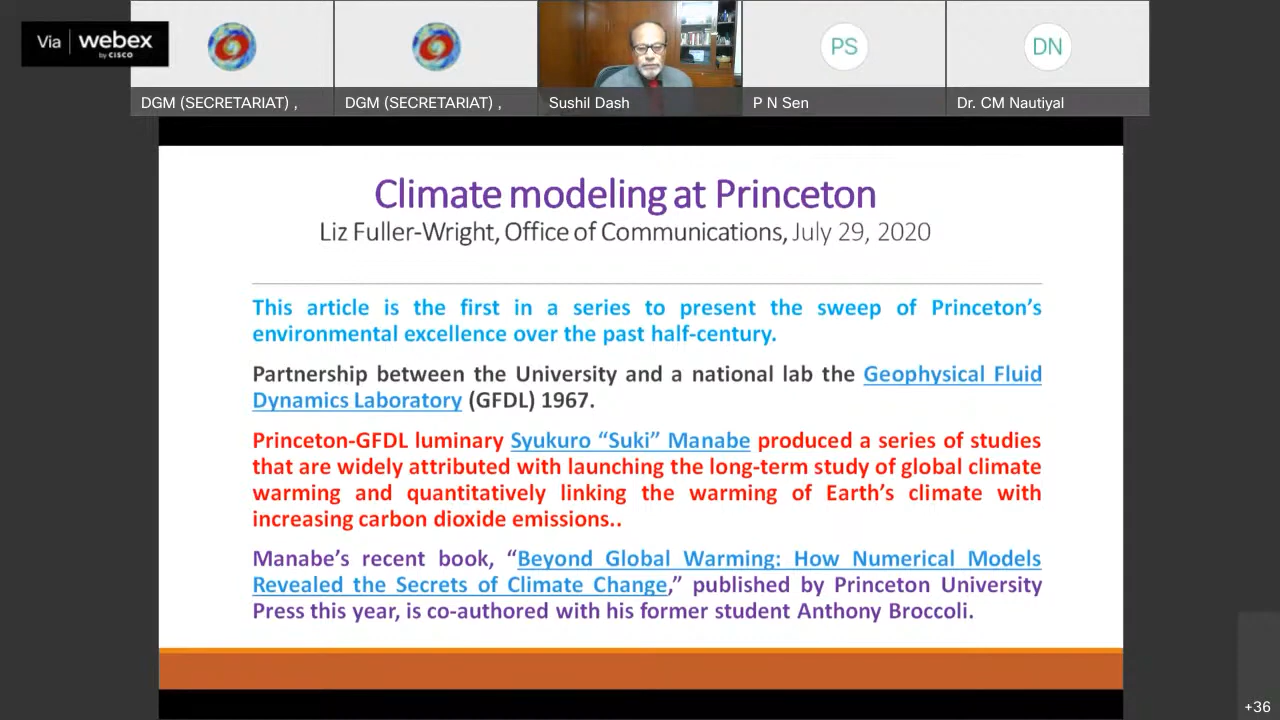 Via webex
by CISCO
DGM (SECRETARIAT) ,
DGM (SECRETARIAT) ,
Sushil Dash
PS
P N Sen
DN
Dr. CM Nautiyal
Climate modeling at Princeton
Liz Fuller-Wright, Office of Communications, July 29, 2020
This article is the first in a series to present the sweep of Princeton’s
environmental excellence over the past half-century.
Partnership between the University and a national lab the Geophysical Fluid
Dynamics Laboratory (GFDL) 1967.
Princeton-GFDL luminary Syukuro “Suki” Manabe produced a series of studies
that are widely attributed with launching the long-term study of global climate
warming and quantitatively linking the warming of Earth’s climate with
increasing carbon dioxide emissions..
Manabe’s recent book, “Beyond Global Warming: How Numerical Models
Revealed the Secrets of Climate Change,” published by Princeton University
Press this year, is co-authored with his former student Anthony Broccoli.
+36